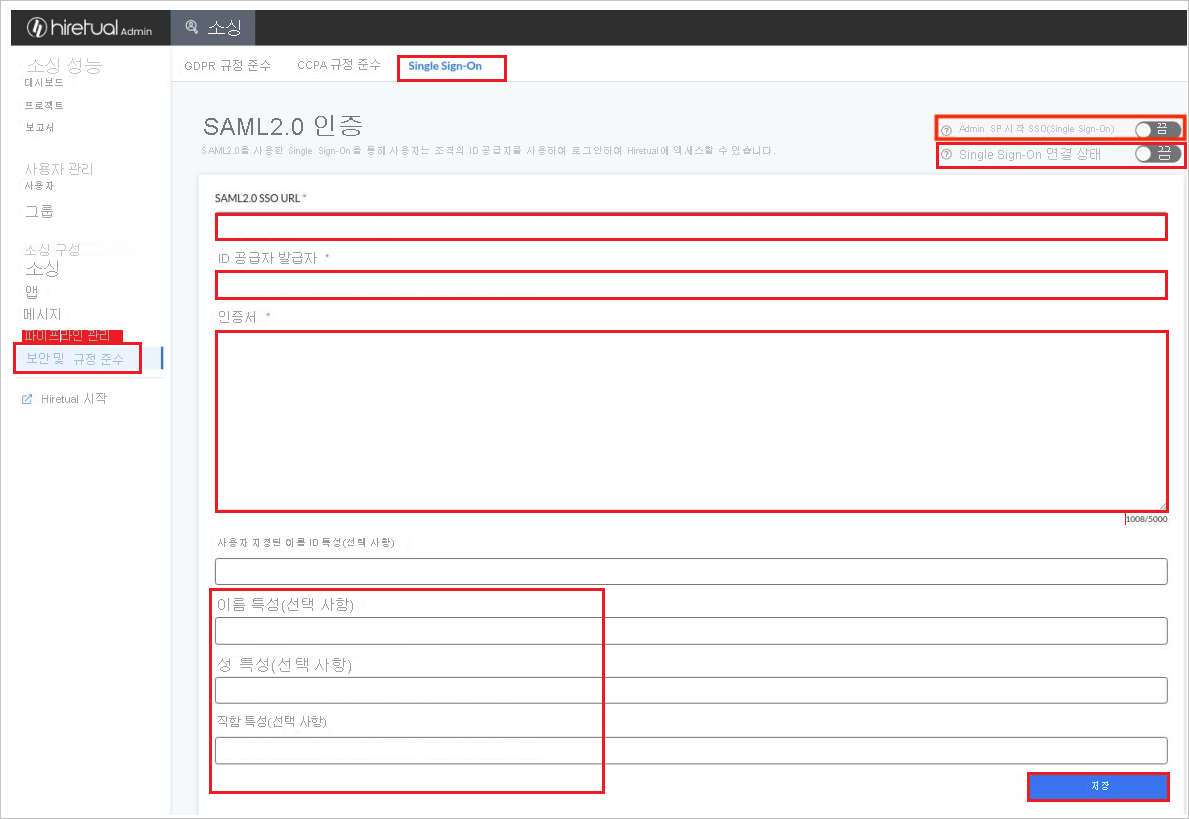 hiretual Admin 소싱
소싱 성능
대시보드
프로젝트
보고서
사용자 관리
사용자
그룹
소싱 구성
소싱
앱
메시지
파이프라인 관리
보안 및 규정 준수
Hiretual 시작
GDPR 규정 준수 CCPA 규정 준수 Single Sign-On
SAML2.0 인증
SAML2.0을 사용한 Single Sign-On을 통해 사용자는 조직의 ID 공급자를 사용하여 로그인하여 Hiretual에 액세스할 수 있습니다.
Admin SP 시작 SSO(Single Sign-On) 끔
Single Sign-On 연결 상태 끔
SAML2.0 SSO URL *
ID 공급자 발급자 *
인증서 *
1008/5000
사용자 지정된 이름 ID 특성(선택 사항)
이름 특성(선택 사항)
성 특성(선택 사항)
직함 특성(선택 사항)
저장